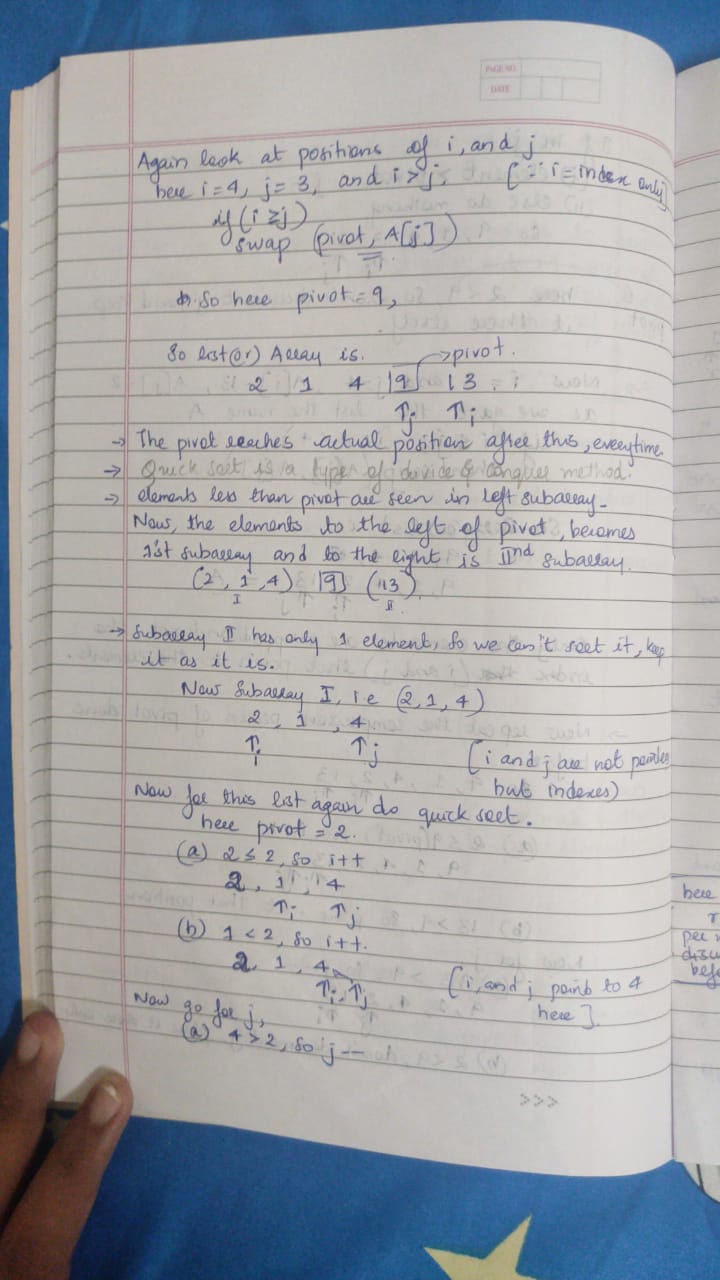 PAGE NO.
DATE
Again look at positions of i, and j
here i=4, j=3, and i>j. [∵ i=index only]
if (i ≥ j)
swap (pivot, A[j])
So here pivot=9,
So list(or) Array is. →pivot.
2 1 4 |9| 13
↑j ↑i
→ The pivot reaches actual position after this, everytime.
→ Quick sort is a type of divide & conquer method.
→ elements less than pivot are seen in left subarray.
Now, the elements to the left of pivot, becomes
1st subarray and to the right is IInd subarray.
(2, 1, 4) |9| (13)
I II
→ Subarray II has only 1 element, so we can't sort it, keep
it as it is.
Now Subarray I, i e (2, 1, 4)
2, 1, 4
↑i ↑j [i and j are not pointers
but indexes)
Now for this list again do quick sort.
here pivot = 2.
(a) 2 ≤ 2, so i++
2, 1, 4
↑i ↑j
(b) 1 < 2, so i++.
2, 1, 4
↑i, ↑j [i, and j points to 4
here].
Now go for j,
(a) 4 > 2, so j--
>>>
here
per
discu
befo